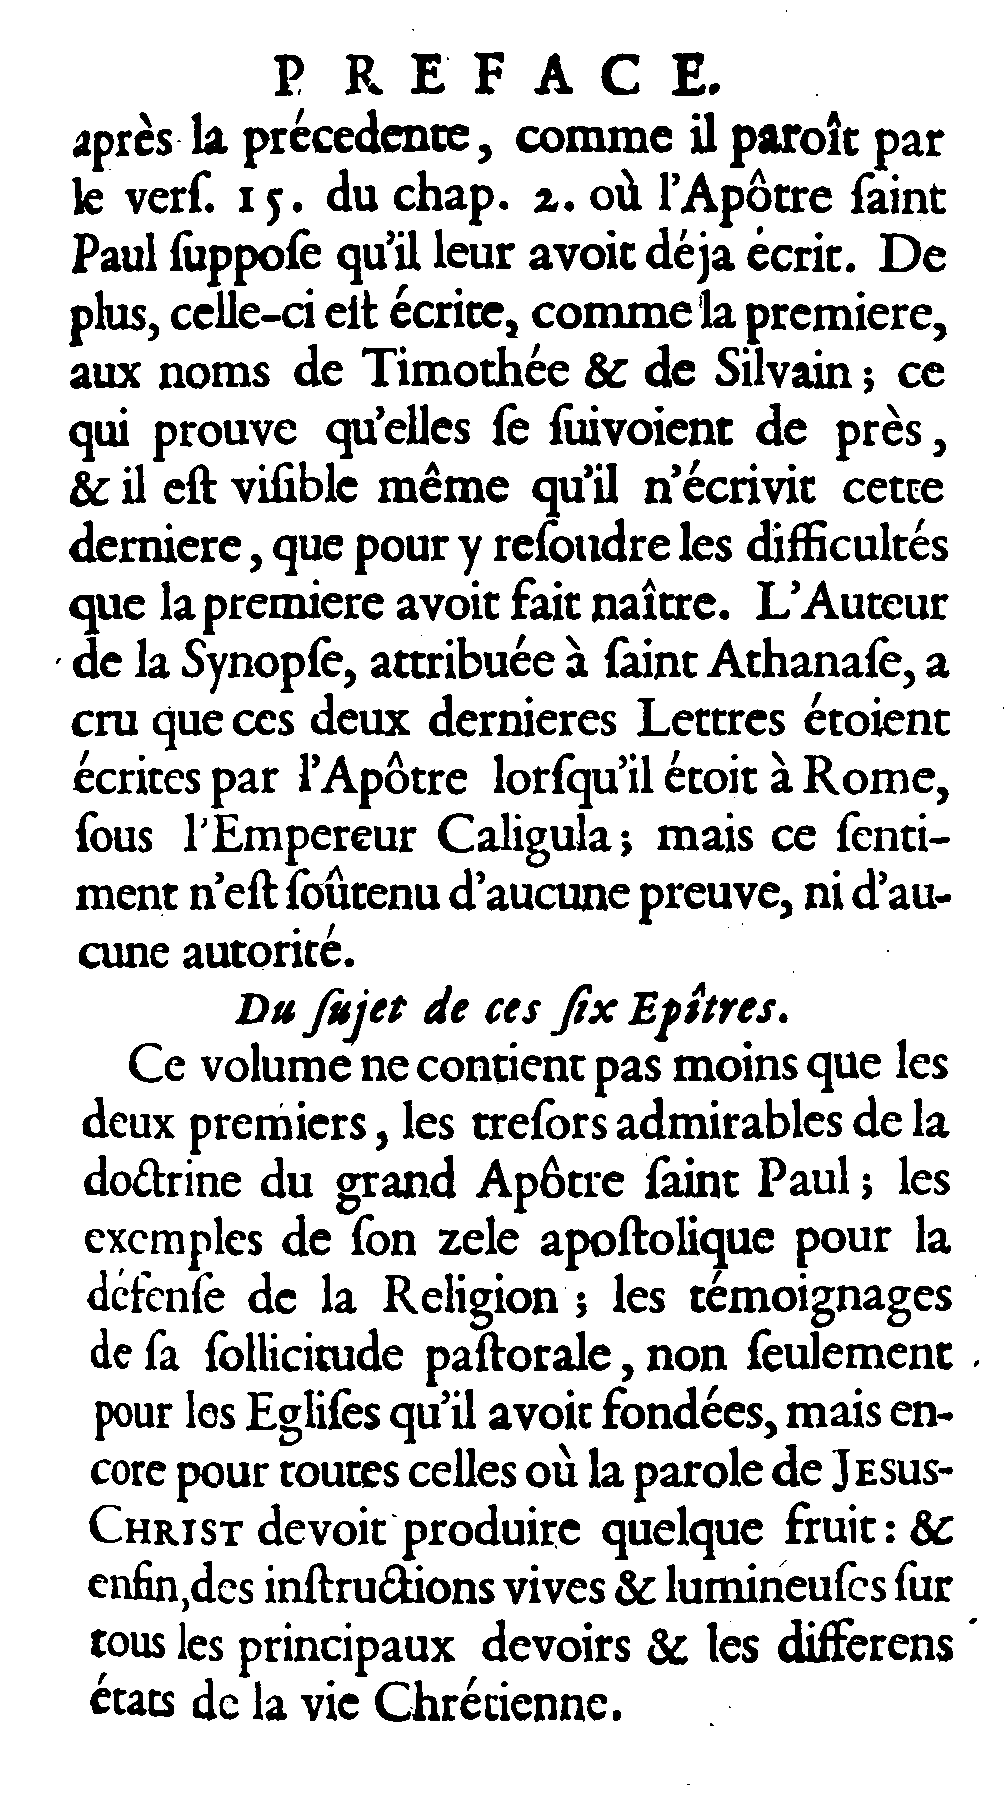 PREFACE.
après la précedente, comme il paroît par
le verſ. 15. du chap. 2. où l'Apôtre ſaint
Paul ſuppoſe qu'il leur avoit déja écrit. De
plus, celle-ci eſt écrite, comme la premiere,
aux noms de Timothée & de Silvain ; ce
qui prouve qu'elles ſe ſuivoient de près,
& il eſt viſible même qu'il n'écrivit cette
derniere, que pour y reſoudre les difficultés
que la premiere avoit fait naître. L'Auteur
de la Synopſe, attribuée à ſaint Athanaſe, a
cru que ces deux dernieres Lettres étoient
écrites par l'Apôtre lorſqu'il étoit à Rome,
ſous l'Empereur Caligula ; mais ce ſenti-
ment n'eſt ſoûtenu d'aucune preuve, ni d'au-
cune autorité.
Du ſujet de ces ſix Epîtres.
Ce volume ne contient pas moins que les
deux premiers, les treſors admirables de la
doctrine du grand Apôtre ſaint Paul ; les
exemples de ſon zele apoſtolique pour la
défenſe de la Religion ; les témoignages
de ſa ſollicitude paſtorale, non ſeulement
pour les Egliſes qu'il avoit fondées, mais en-
core pour toutes celles où la parole de JESUS-
CHRIST devoit produire quelque fruit : &
enfin, des inſtructions vives & lumineuſes ſur
tous les principaux devoirs & les differens
états de la vie Chrétienne.